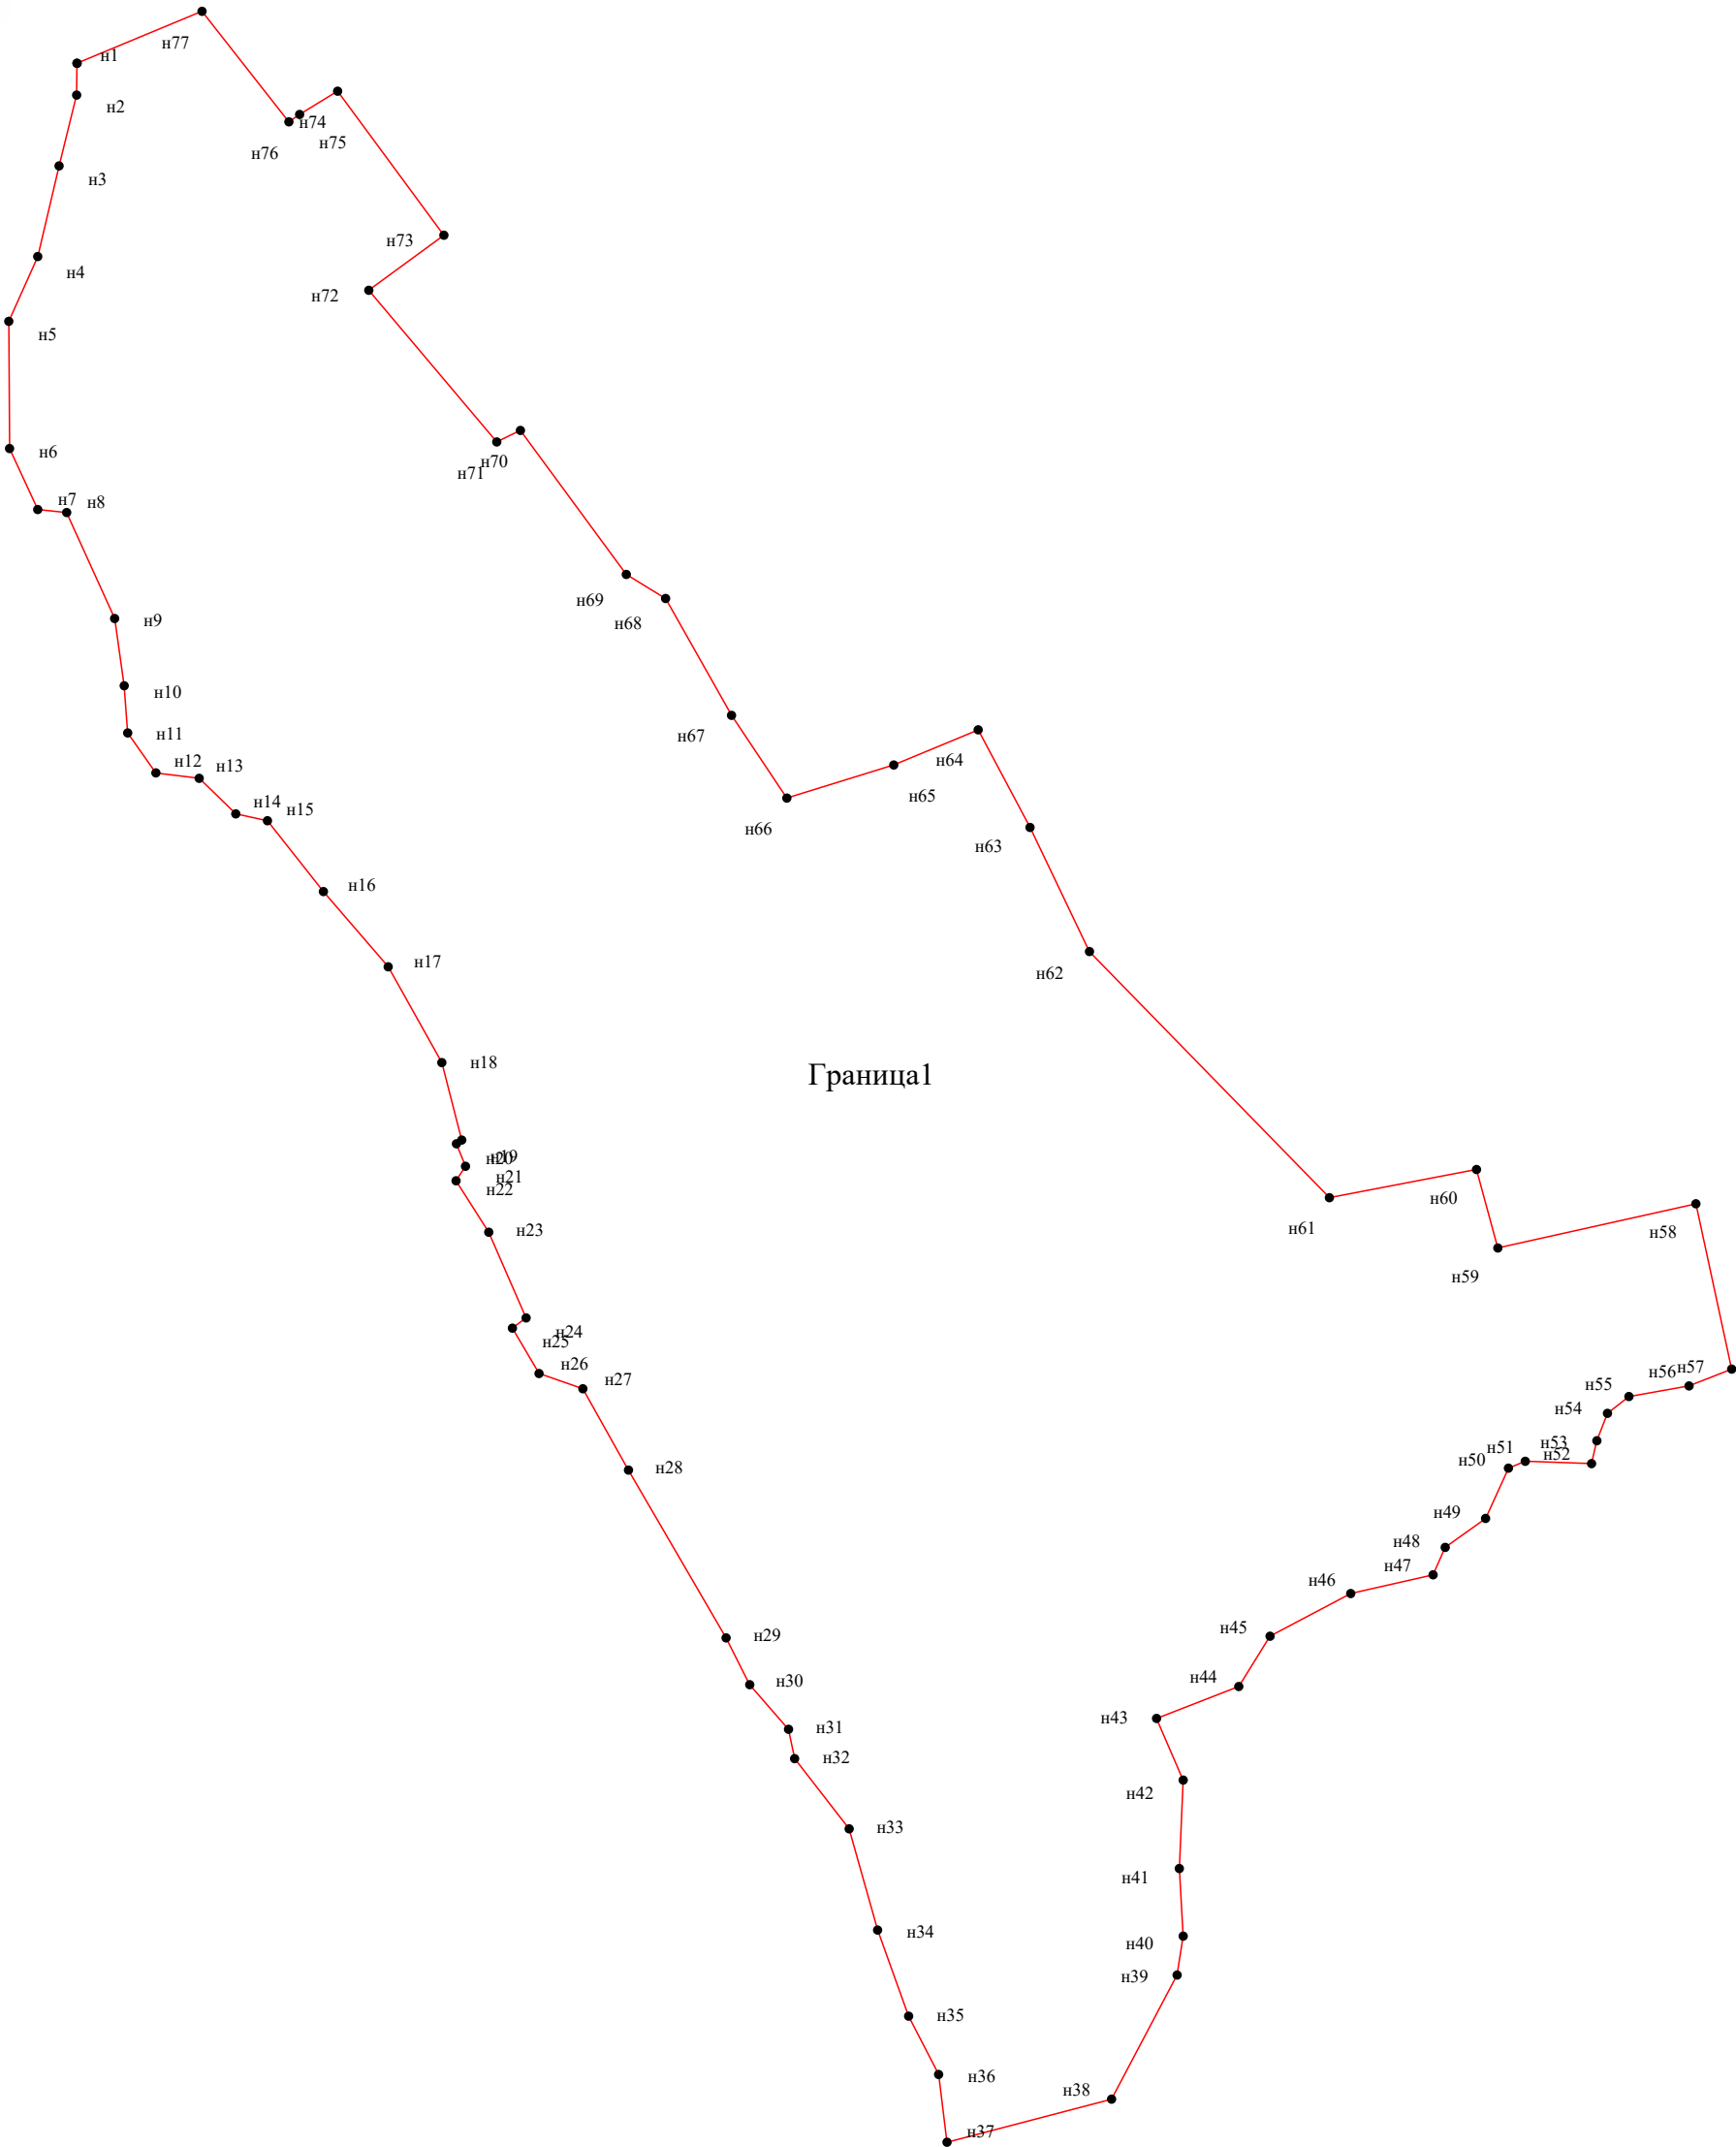 н77
н1
н2
н74
н75
н76
н3
н73
н4
н72
н5
н6
н70
н71
н7
н8
н69
н9
н68
н10
н11
н67
н12
н64
н13
н65
н14
н15
н66
н63
н16
н17
н62
н18
Граница1
н19
н20
н21
н22
н60
н23
н61
н58
н59
н24
н25
н26
н56
н57
н27
н55
н54
н53
н51
н52
н50
н28
н49
н48
н47
н46
н45
н29
н44
н30
н43
н31
н32
н42
н33
н41
н34
н40
н39
н35
н36
н38
н37